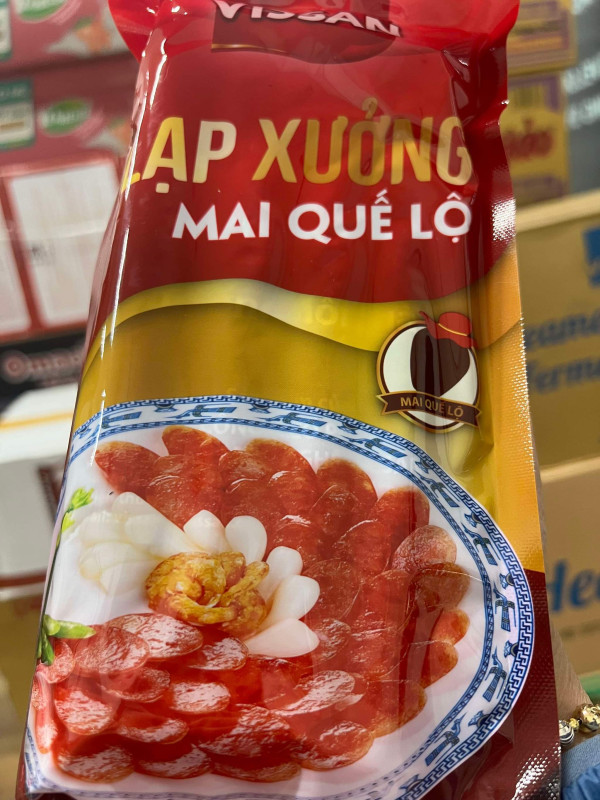 VISSAN
LẠP XƯỞNG
MAI QUẾ LỘ
MAI QUẾ LỘ